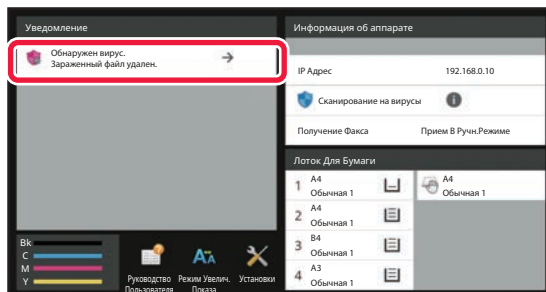 Уведомление
Обнаружен вирус.
Зараженный файл удален.
Информация об аппарате
IP Адрес 192.168.0.10
Сканирование на вирусы
Получение Факса Прием В Ручн.Режиме
Лоток Для Бумаги
1 A4
Обычная 1
A4
Обычная 1
2 A4
Обычная 1
3 B4
Обычная 1
4 A3
Обычная 1
Bk
C
M
Y
Руководство
Пользователя
Режим Увелич.
Показа
Установки